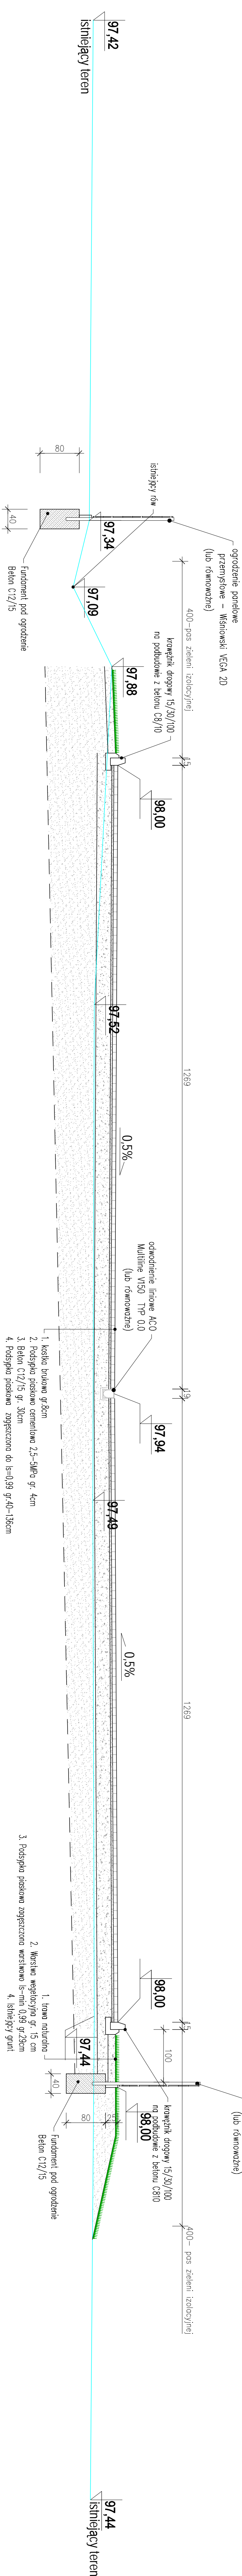 97,42
istniejący teren
ogrodzenie panelowe
przemysłowe – Wiśniowski VEGA 2D
(lub równoważne)
istniejący rów
80
40
Fundament pod ogrodzenie
Beton C12/15
97,34
97,09
400-pas zieleni izolacyjnej
krawężnik drogowy 15/30/100
na podbudowie z betonu C8/10
97,88
15
98,00
97,52
1269
0,5%
odwodnienie liniowe ACO
Multiline V150 TYP 0.0
(lub równoważne)
19
97,94
97,49
1. kostka brukowa gr.8cm
2. Podsypka piaskowo cementowa 2,5–5MPa gr. 4cm
3. Beton C12/15 gr. 30cm
4. Podsypka piaskowa zagęszczona do Is=0,99 gr.40-136cm
1269
0,5%
1. trawa naturalna
2. Warstwa wegetacyjna gr. 15 cm
3. Podsypka piaskowa zagęszczona warstwowo Is-min 0,99 gr.29cm
4. Istniejący grunt
98,00
15
100
97,44
krawężnik drogowy 15/30/100
na podbudowie z betonu C810
98,00
(lub równoważne)
40
80
25
Fundament pod ogrodzenie
Beton C12/15
400- pas zieleni izolacyjnej
97,44
istniejący teren